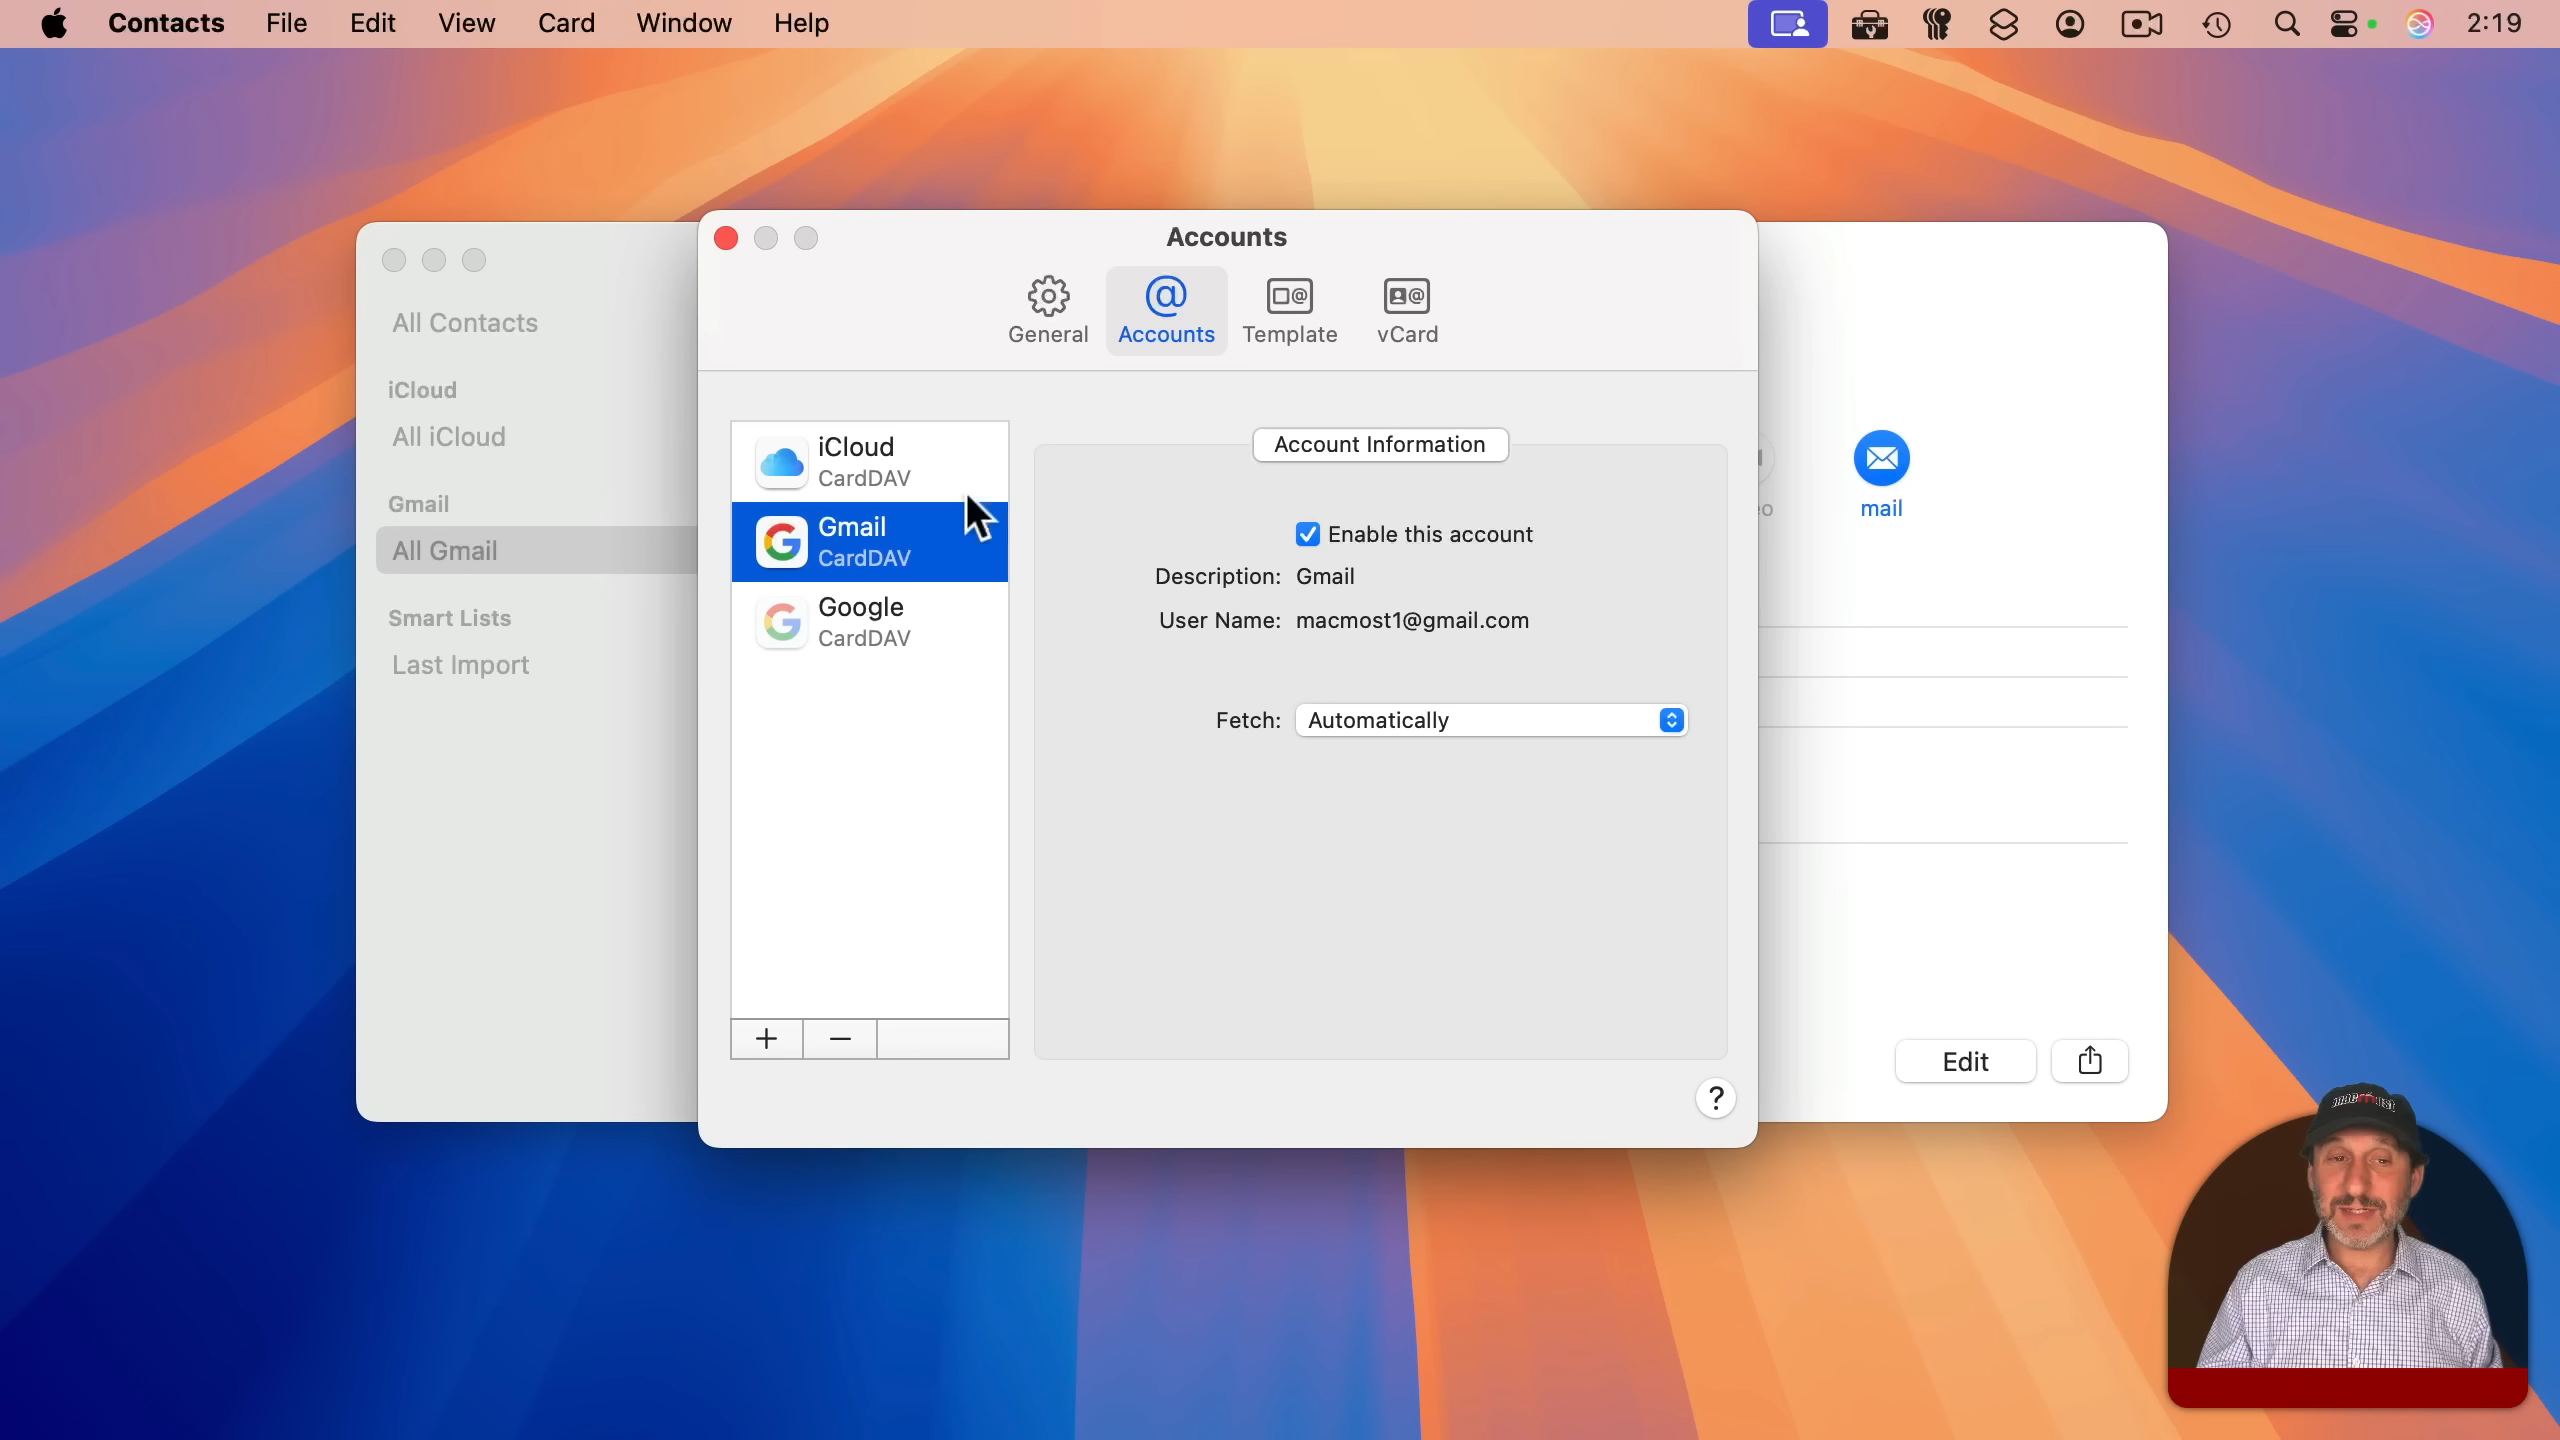 Contacts File Edit View Card Window Help 2:19
Accounts
General Accounts Template vCard
All Contacts
iCloud
All iCloud
Gmail
All Gmail
Smart Lists
Last Import
iCloud
CardDAV
Gmail
CardDAV
Google
CardDAV
+ −
Account Information
Enable this account
Description: Gmail
User Name: macmost1@gmail.com
Fetch: Automatically
?
mail
Edit
macmost